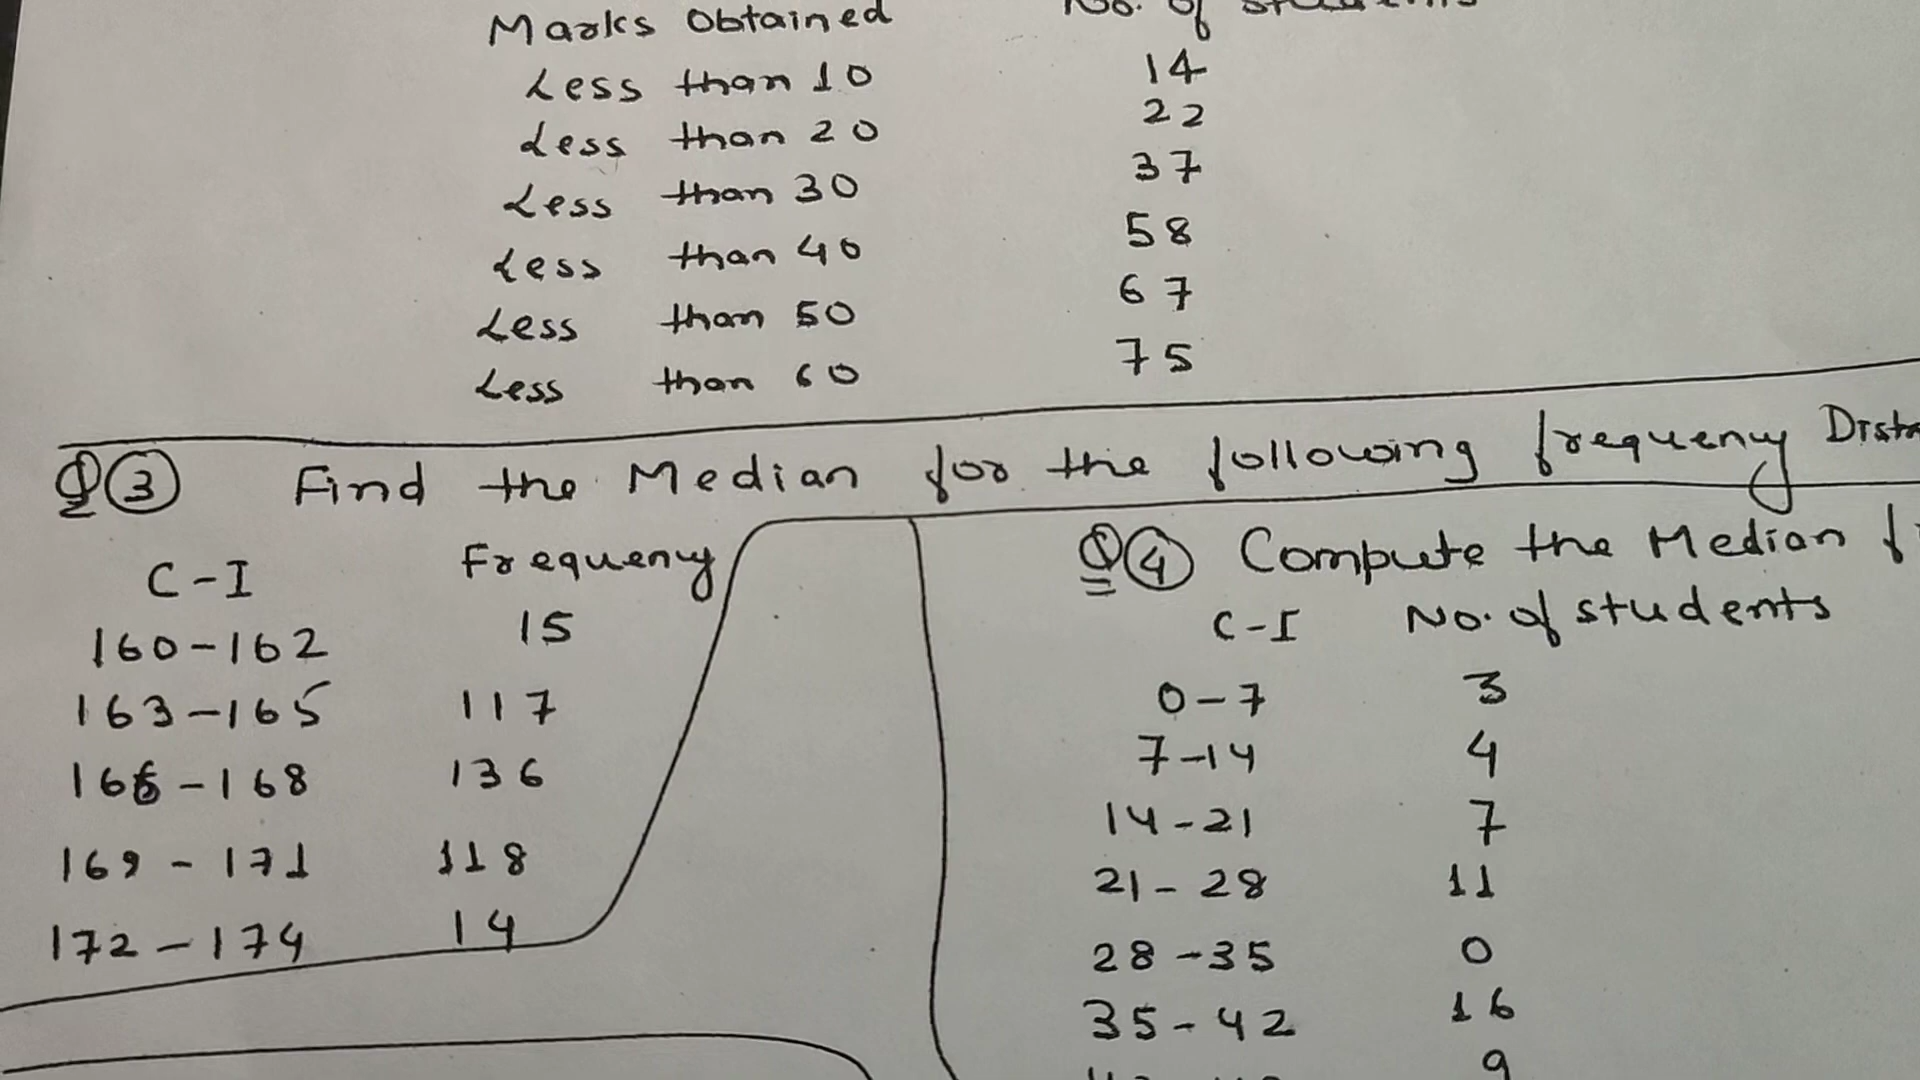 Marks Obtained No. of students
Less than 10 14
Less than 20 22
Less than 30 37
Less than 40 58
Less than 50 67
Less than 60 75
Q3 Find the Median for the following frequency
C-I Frequency
160-162 15
163-165 117
166-168 136
169-171 118
172-174 14
Q4 Compute the Median
C-I No. of students
0-7 3
7-14 4
14-21 7
21-28 11
28-35 0
35-42 16
9